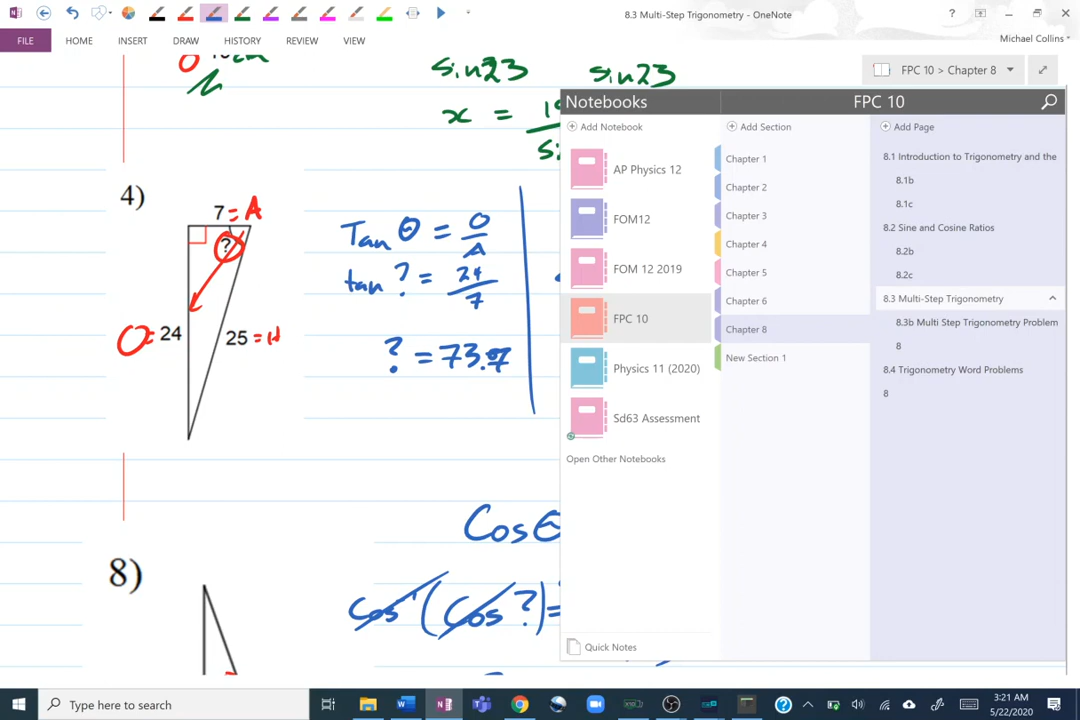 8.3 Multi-Step Trigonometry - OneNote
FILE HOME INSERT DRAW HISTORY REVIEW VIEW
Michael Collins
FPC 10 > Chapter 8
sin23 sin23
x =
4)
7 = A
?
O = 24
25 = H
Tan θ = O/A
tan ? = 24/7
? = 73.7
Notebooks
Add Notebook
AP Physics 12
FOM12
FOM 12 2019
FPC 10
Physics 11 (2020)
Sd63 Assessment
Open Other Notebooks
Quick Notes
FPC 10
Add Section
Chapter 1
Chapter 2
Chapter 3
Chapter 4
Chapter 5
Chapter 6
Chapter 8
New Section 1
Add Page
8.1 Introduction to Trigonometry and the
8.1b
8.1c
8.2 Sine and Cosine Ratios
8.2b
8.2c
8.3 Multi-Step Trigonometry
8.3b Multi Step Trigonometry Problem
8
8.4 Trigonometry Word Problems
8
Cosθ
8)
cos⁻¹(cos ?) =
Type here to search
3:21 AM
5/22/2020